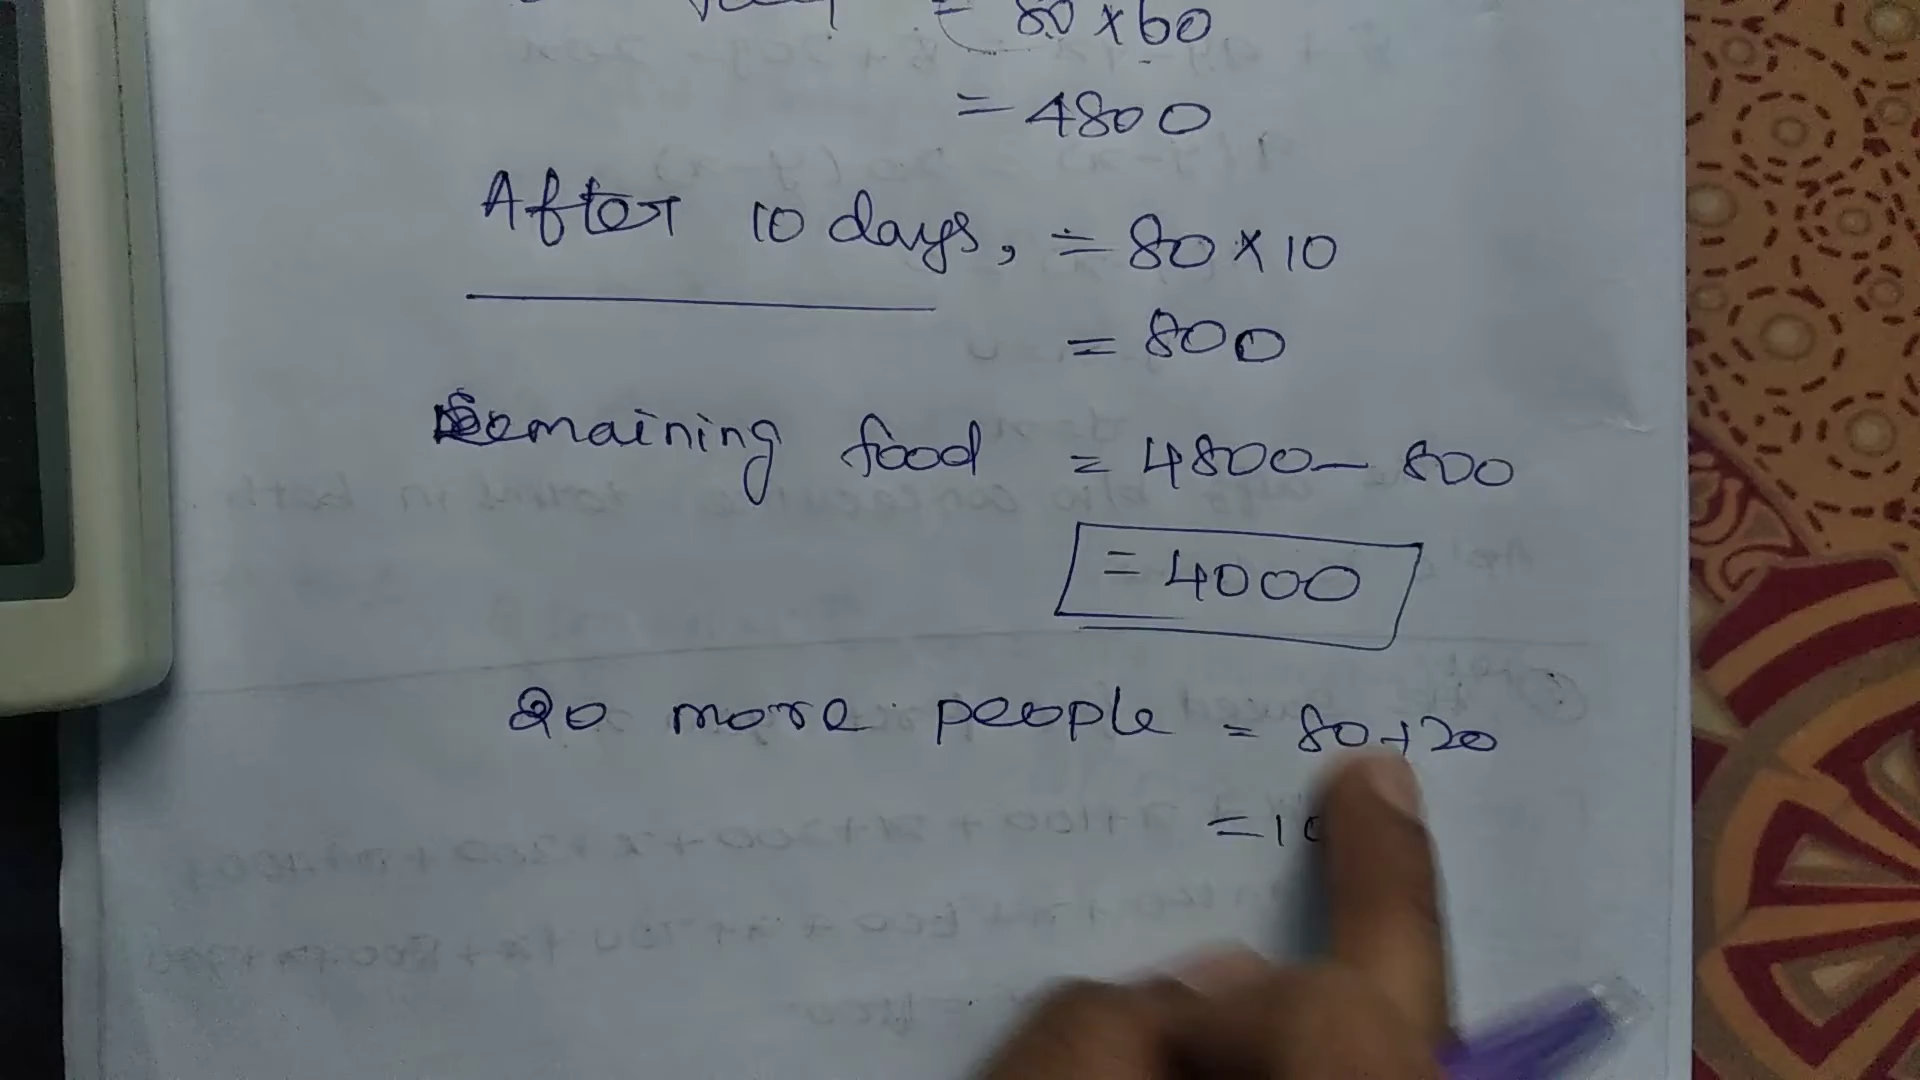 = 80 × 60
= 4800
After 10 days, = 80 × 10
= 800
Remaining food = 4800 - 800
= 4000
20 more people = 80 + 20
= 10